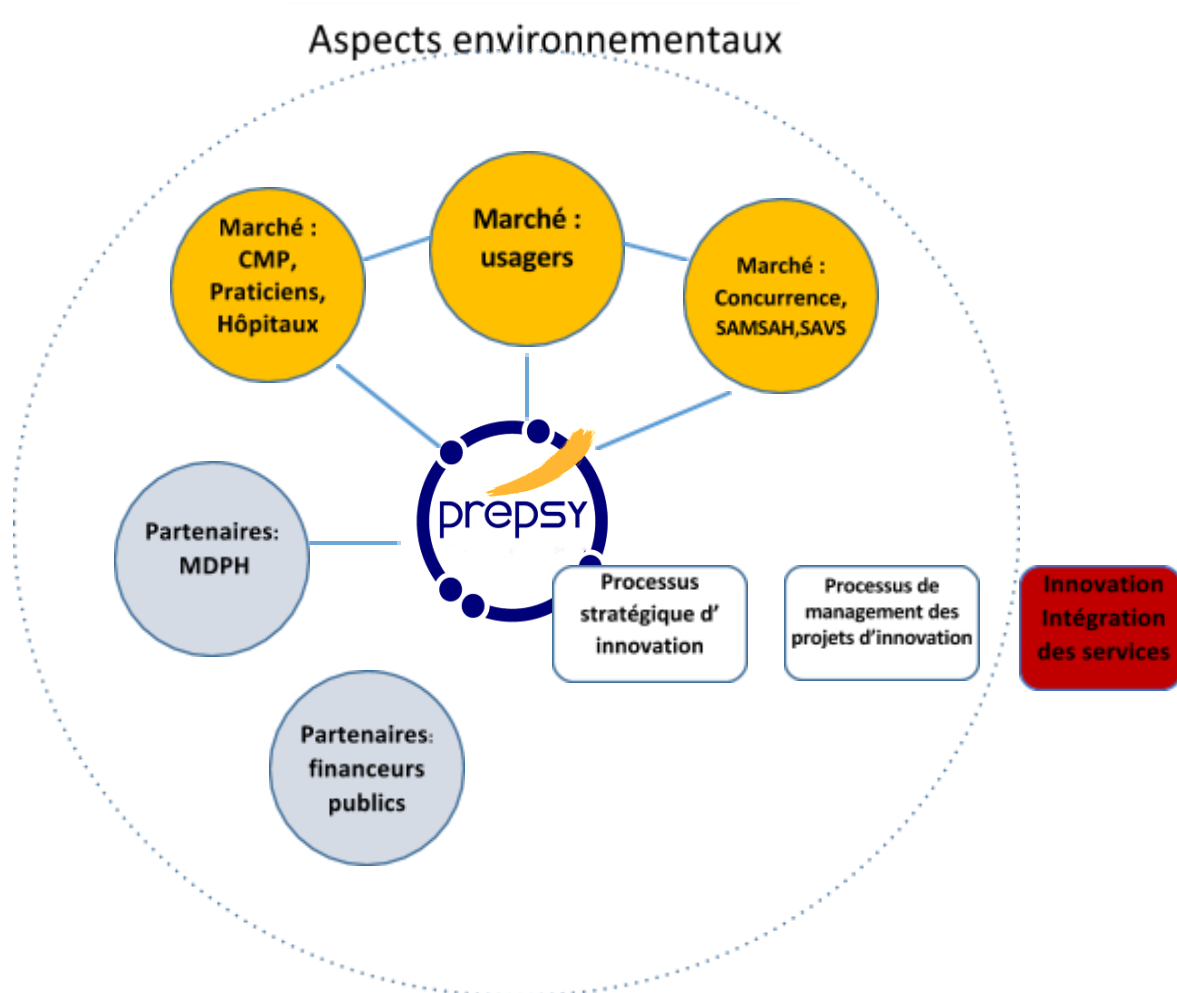 Aspects environnementaux
Marché :
CMP,
Praticiens,
Hôpitaux
Marché :
usagers
Marché :
Concurrence,
SAMSAH,SAVS
prepsy
Partenaires:
MDPH
Processus
stratégique d’
innovation
Processus de
management des
projets d’innovation
Innovation
Intégration
des services
Partenaires:
financeurs
publics